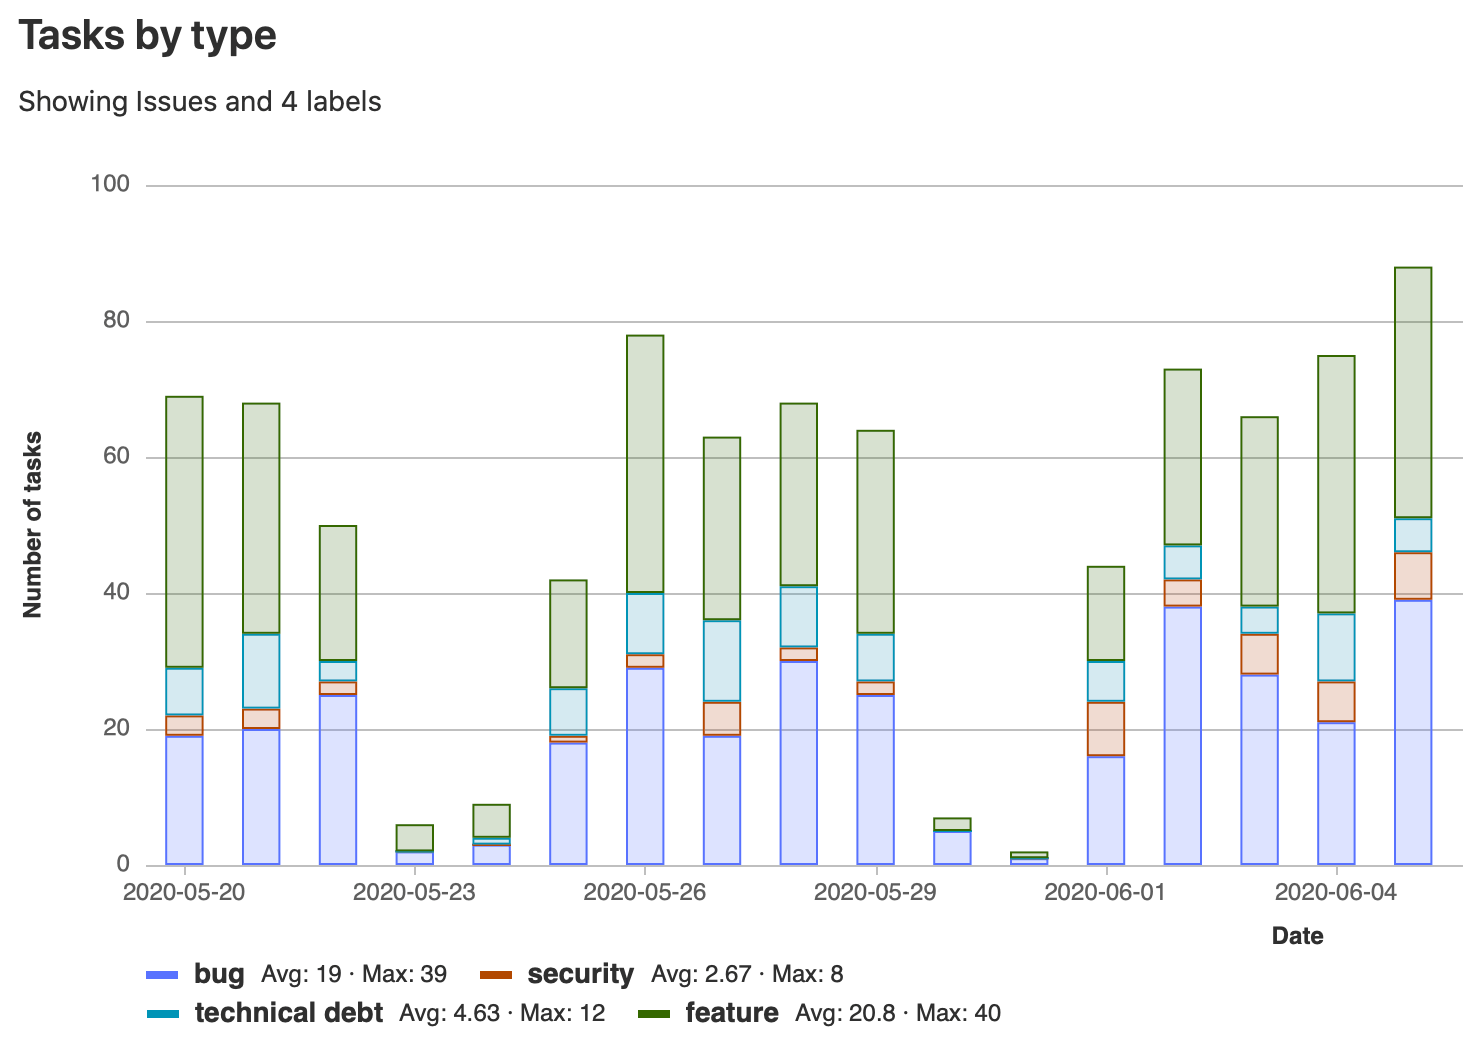 Tasks by type
Showing Issues and 4 labels
100
80
60
40
20
0
Number of tasks
2020-05-20 2020-05-23 2020-05-26 2020-05-29 2020-06-01 2020-06-04
Date
bug Avg: 19 · Max: 39 security Avg: 2.67 · Max: 8
technical debt Avg: 4.63 · Max: 12 feature Avg: 20.8 · Max: 40